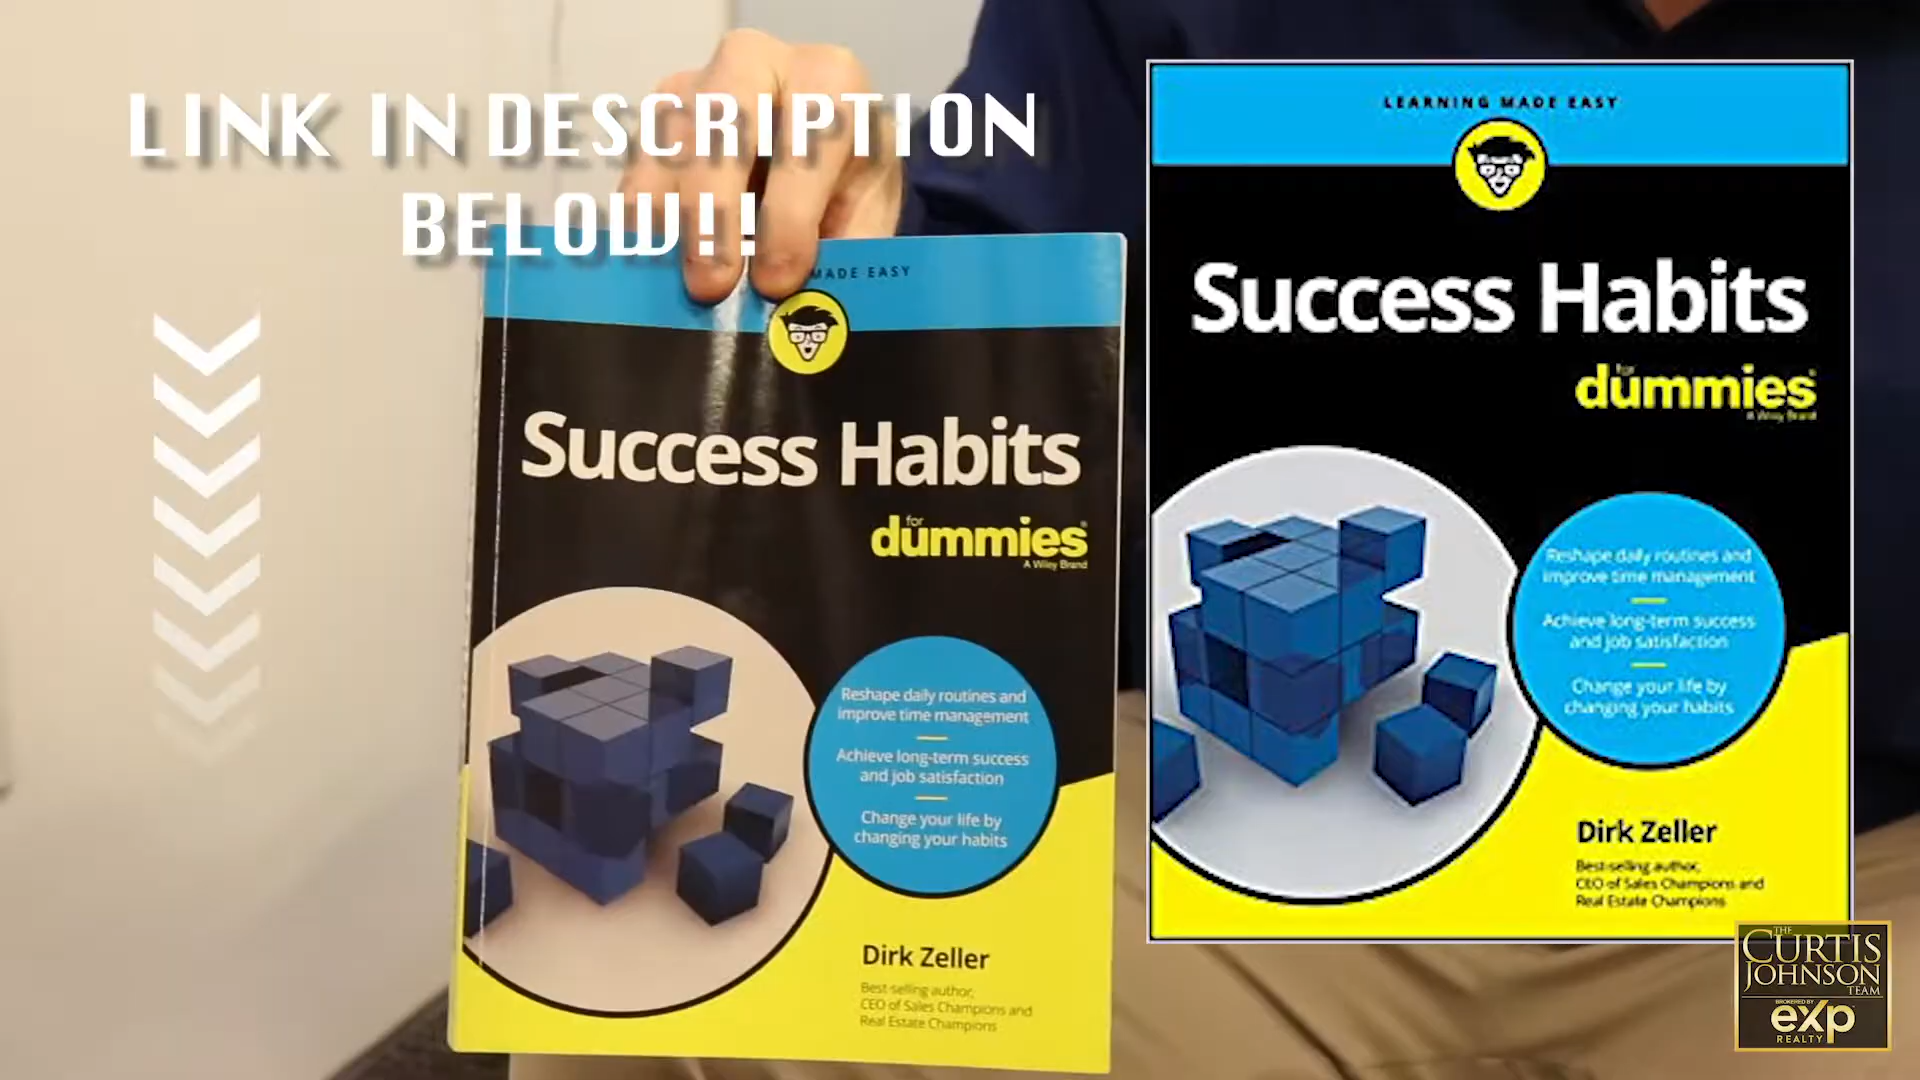 LINK IN DESCRIPTION
BELOW!!
MADE EASY
Success Habits
for
dummies®
A Wiley Brand
Reshape daily routines and
improve time management
Achieve long-term success
and job satisfaction
Change your life by
changing your habits
Dirk Zeller
Best-selling author,
CEO of Sales Champions and
Real Estate Champions
LEARNING MADE EASY
Success Habits
for
dummies®
A Wiley Brand
Reshape daily routines and
improve time management
Achieve long-term success
and job satisfaction
Change your life by
changing your habits
Dirk Zeller
Best-selling author,
CEO of Sales Champions and
Real Estate Champions
THE
CURTIS
JOHNSON
TEAM
BROKERED BY
eXp
REALTY